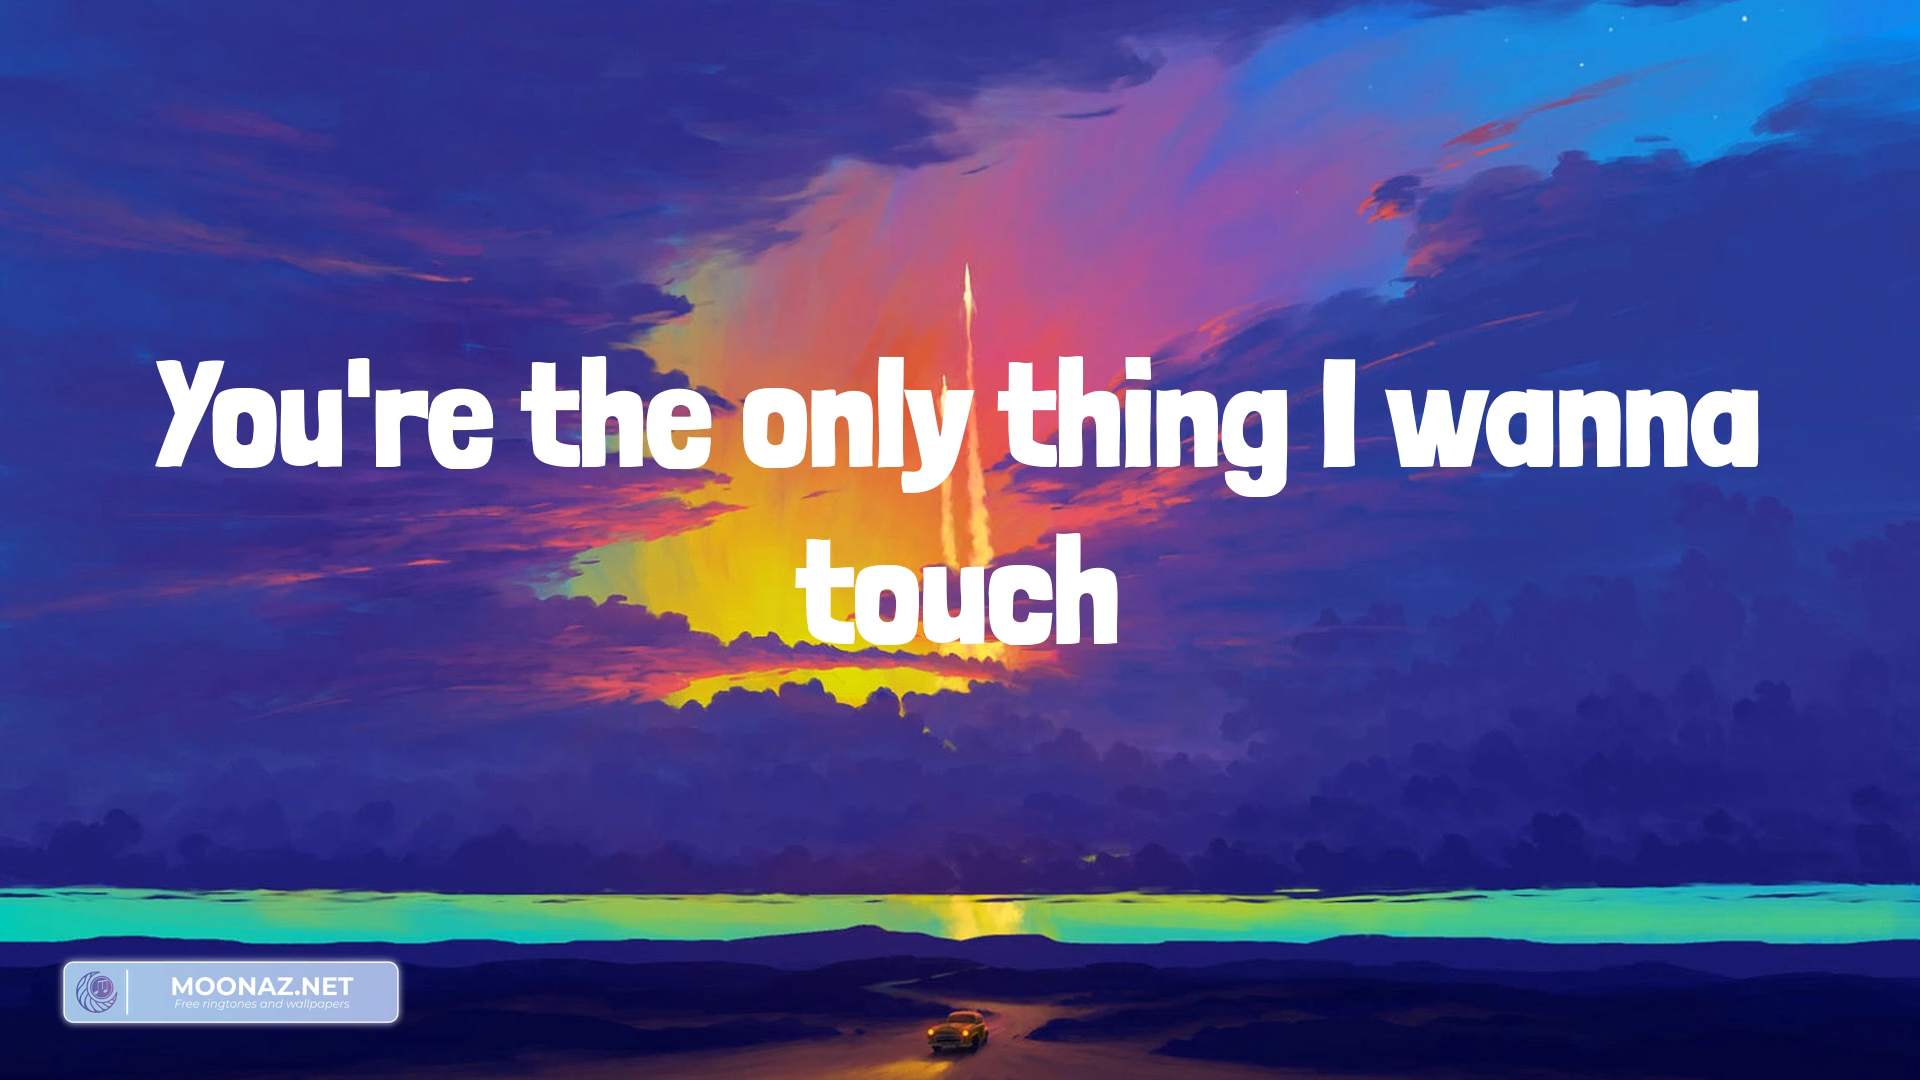 You're the only thing I wanna
touch
MOONAZ.NET
Free ringtones and wallpapers